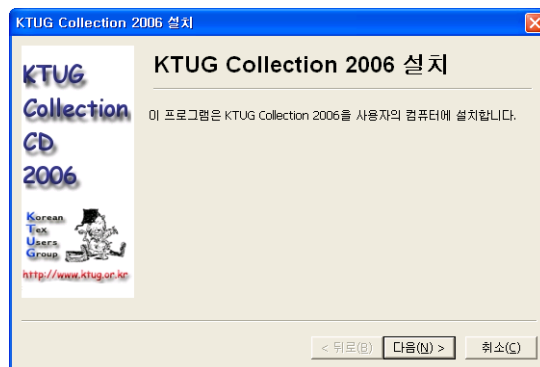 KTUG Collection 2006 설치
KTUG
Collection
CD
2006
Korean
Tex
Users
Group
http://www.ktug.or.kr
KTUG Collection 2006 설치
이 프로그램은 KTUG Collection 2006을 사용자의 컴퓨터에 설치합니다.
< 뒤로(B) 다음(N) > 취소(C)